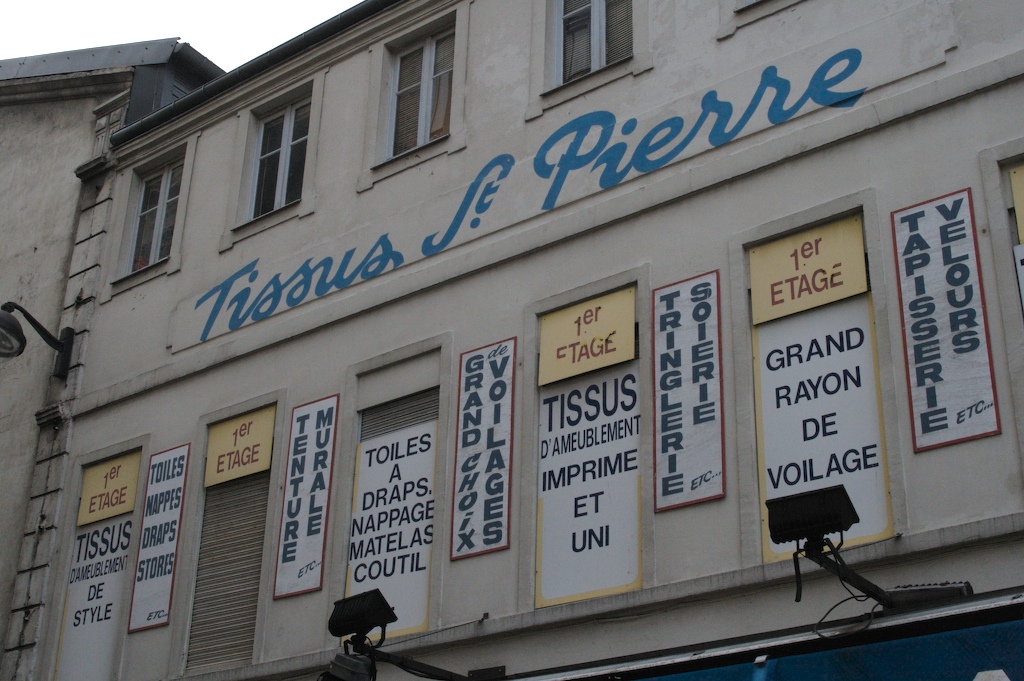 Tissus St. Pierre
1er
ETAGE
TISSUS
D'AMEUBLEMENT
DE
STYLE
TOILES
NAPPES
DRAPS
STORES
ETC...
1er
ETAGE
TENTURE
MURALE
ETC...
TOILES
A
DRAPS.
NAPPAGE
MATELAS
COUTIL
GRAND CHOIX
de
VOILAGES
1er
ETAGE
TISSUS
D'AMEUBLEMENT
IMPRIME
ET
UNI
TRINGLERIE
SOIERIE
ETC...
1er
ETAGE
GRAND
RAYON
DE
VOILAGE
TAPISSERIE
VELOURS
ETC...